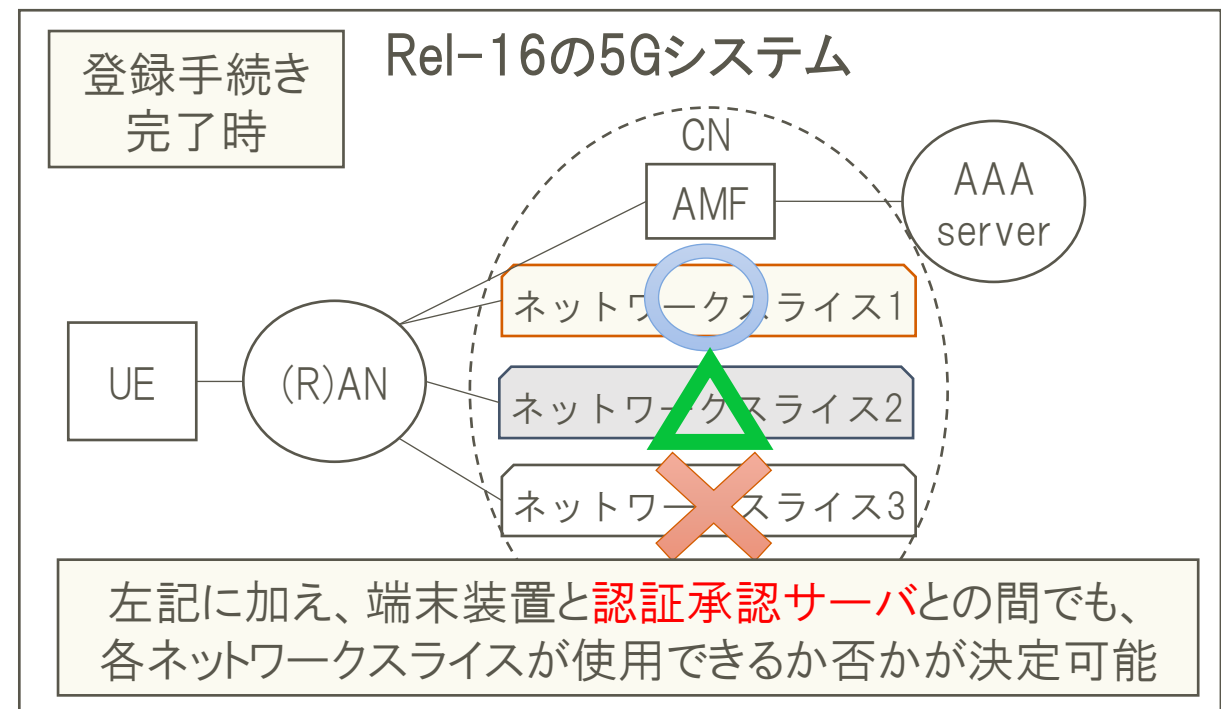 登録手続き
完了時
Rel-16の5Gシステム
CN
AMF
AAA
server
ネットワークスライス1
UE
(R)AN
ネットワークスライス2
ネットワークスライス3
左記に加え、端末装置と認証承認サーバとの間でも、
各ネットワークスライスが使用できるか否かが決定可能